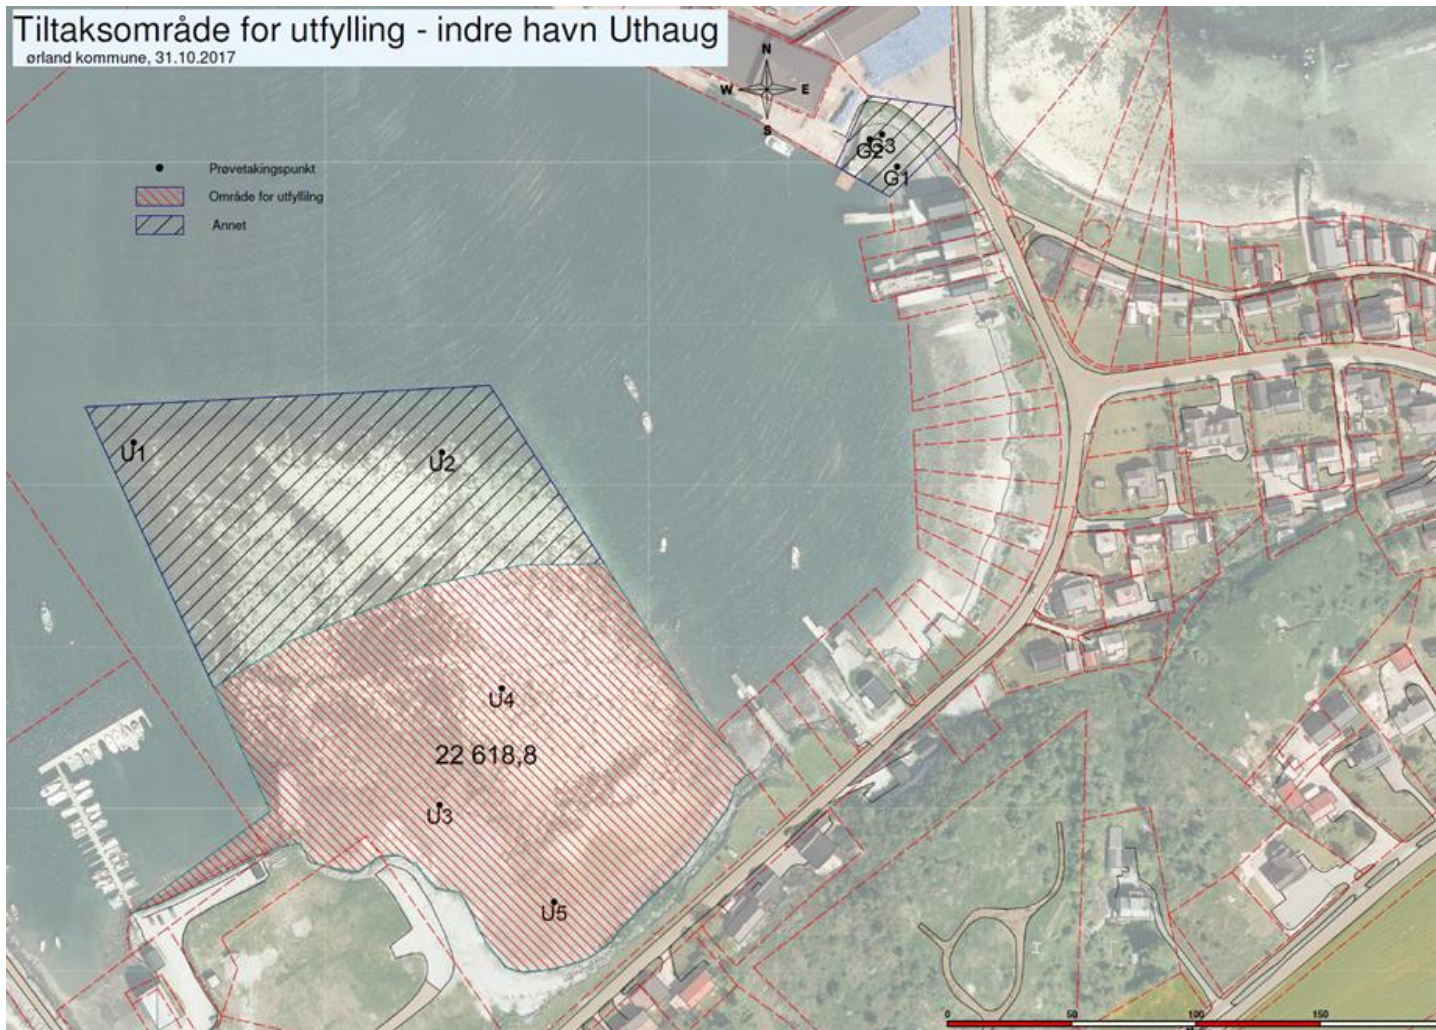 Tiltaksområde for utfylling - indre havn Uthaug
ørland kommune, 31.10.2017
N
W E
S
Prøvetakingspunkt
Område for utfyllilng
Annet
G2 G3
G1
U1
U2
U4
22 618,8
U3
U5
0 50 100 150